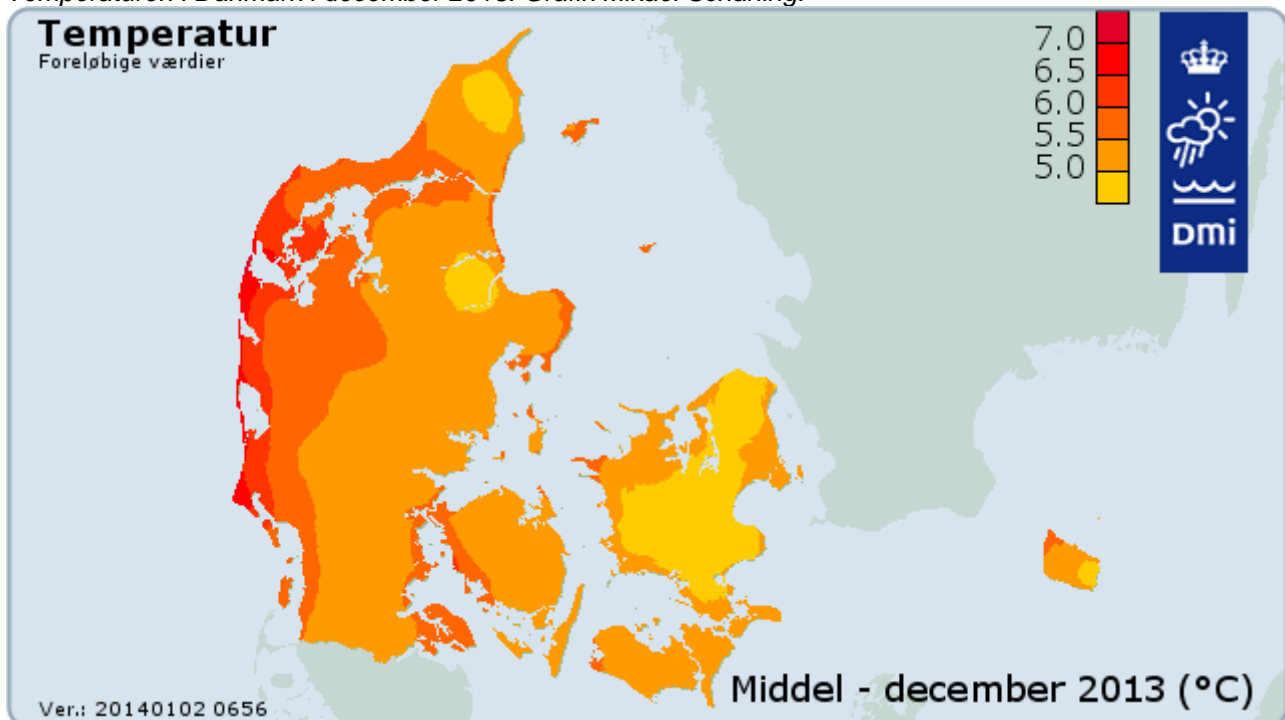 Temperatur
Foreløbige værdier
7.0
6.5
6.0
5.5
5.0
DMi
Middel - december 2013 (°C)
Ver.: 20140102 0656